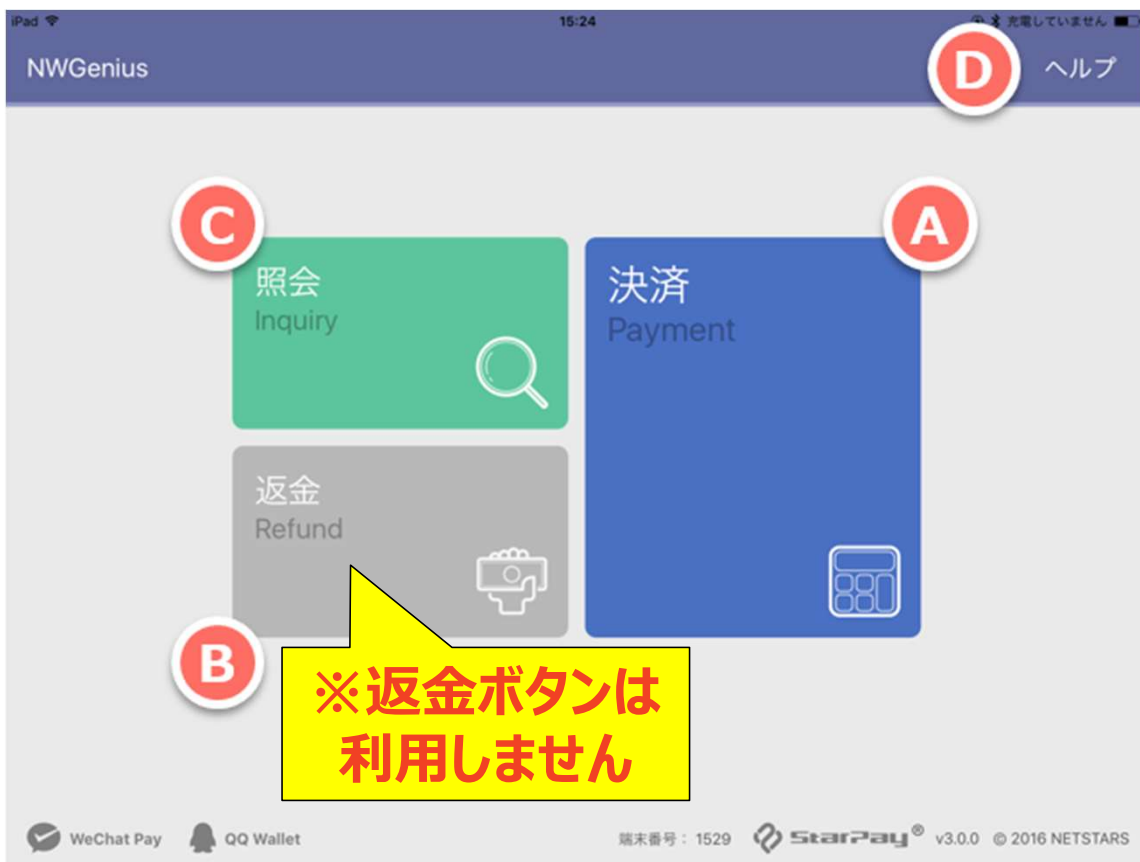 iPad 15:24 充電していません
NWGenius
D
ヘルプ
C
A
照会
Inquiry
決済
Payment
返金
Refund
B
※返金ボタンは
利用しません
WeChat Pay QQ Wallet 端末番号： 1529 StarPay® v3.0.0 © 2016 NETSTARS